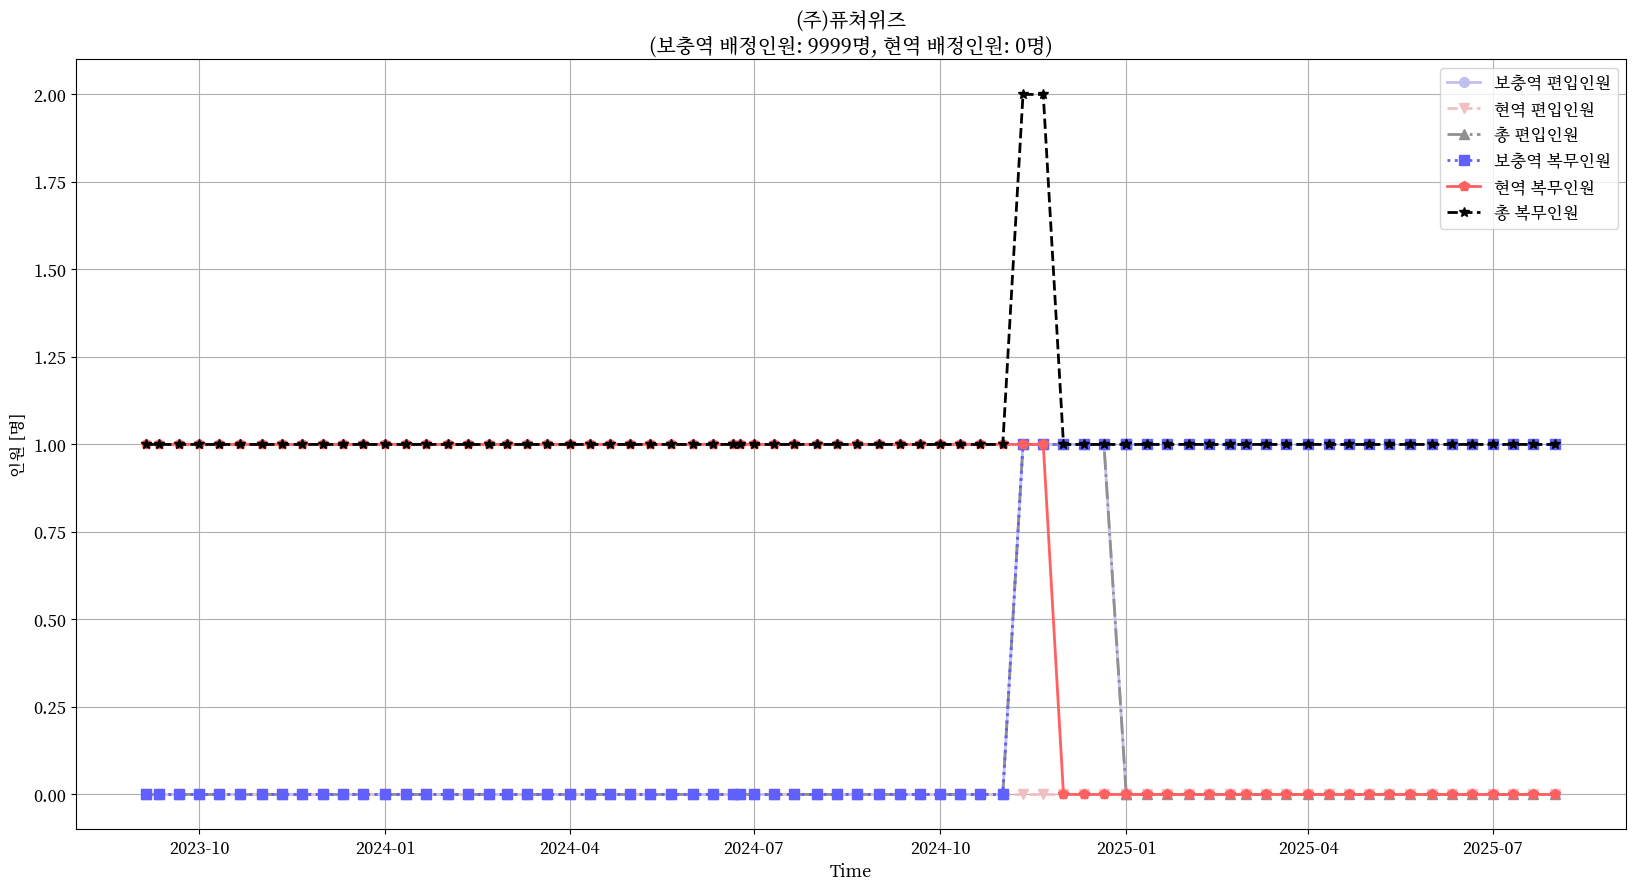 (주)퓨쳐위즈
(보충역 배정인원: 9999명, 현역 배정인원: 0명)
보충역 편입인원
현역 편입인원
총 편입인원
보충역 복무인원
현역 복무인원
총 복무인원
인원 [명]
2.00
1.75
1.50
1.25
1.00
0.75
0.50
0.25
0.00
2023-10 2024-01 2024-04 2024-07 2024-10 2025-01 2025-04 2025-07
Time